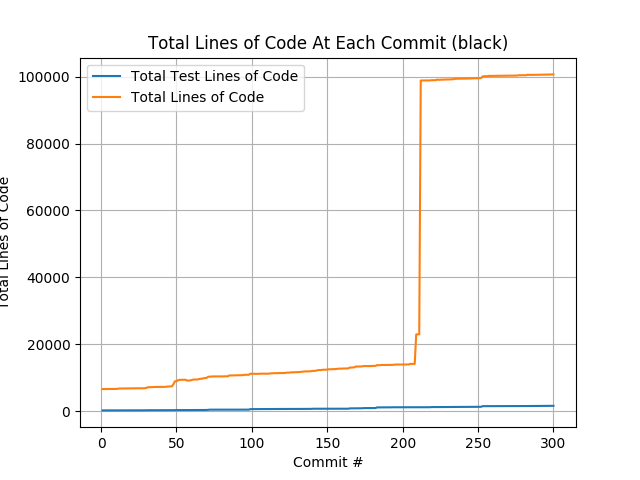 Total Lines of Code At Each Commit (black)
Total Test Lines of Code
Total Lines of Code
100000
80000
60000
40000
20000
0
Total Lines of Code
0 50 100 150 200 250 300
Commit #